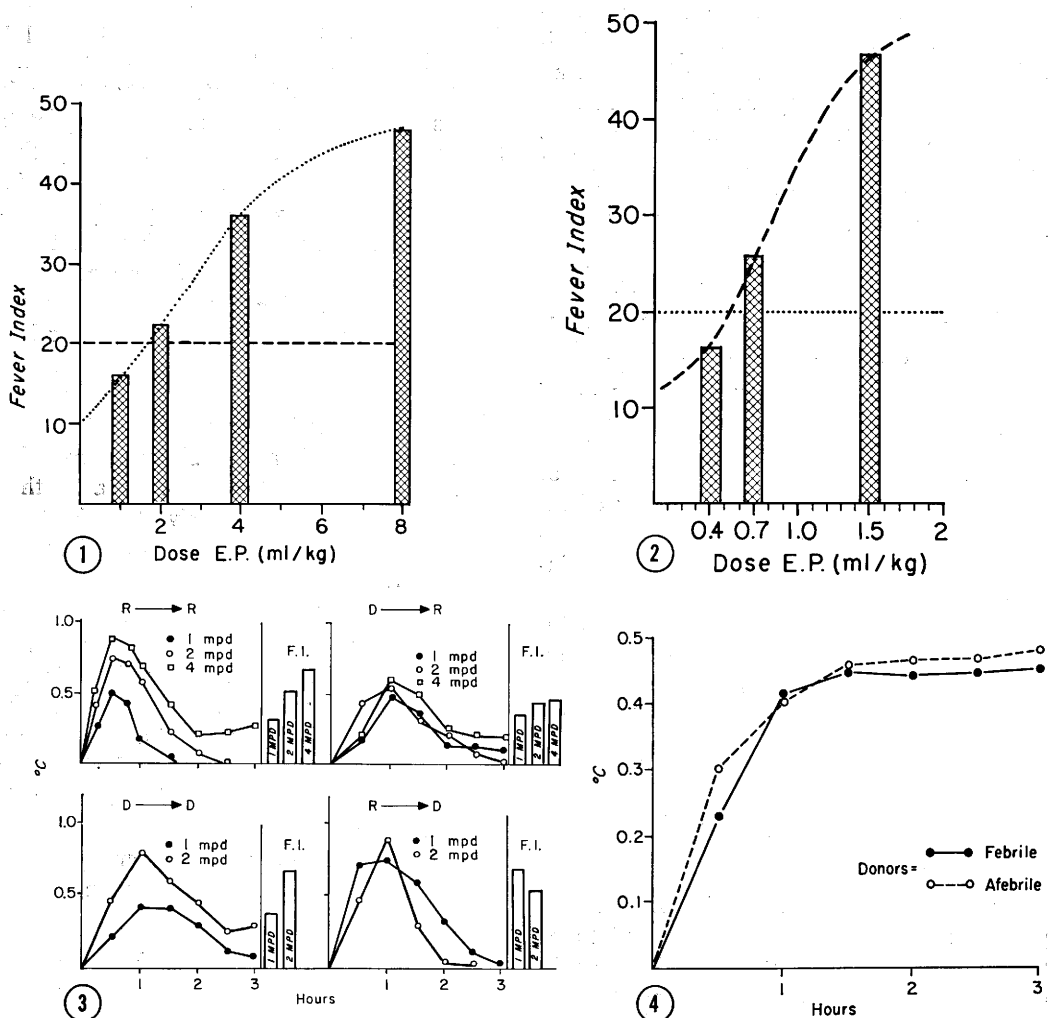 50
40
30
20
10
Fever Index
2
4
6
8
Dose E.P. (ml/kg)
1
50
40
30
20
10
Fever Index
0.4
0.7
1.0
1.5
2
Dose E.P. (ml/kg)
2
R → R
1.0
0.5
°C
1 mpd
2 mpd
4 mpd
F.I.
1 MPD
2 MPD
4 MPD
1
2
3
D → R
1 mpd
2 mpd
4 mpd
F.I.
1 MPD
2 MPD
4 MPD
1
2
3
D → D
1.0
0.5
1 mpd
2 mpd
F.I.
1 MPD
2 MPD
1
2
3
R → D
1 mpd
2 mpd
F.I.
1 MPD
2 MPD
1
2
3
Hours
3
0.5
0.4
0.3
0.2
0.1
°C
Donors =
Febrile
Afebrile
1
2
3
Hours
4